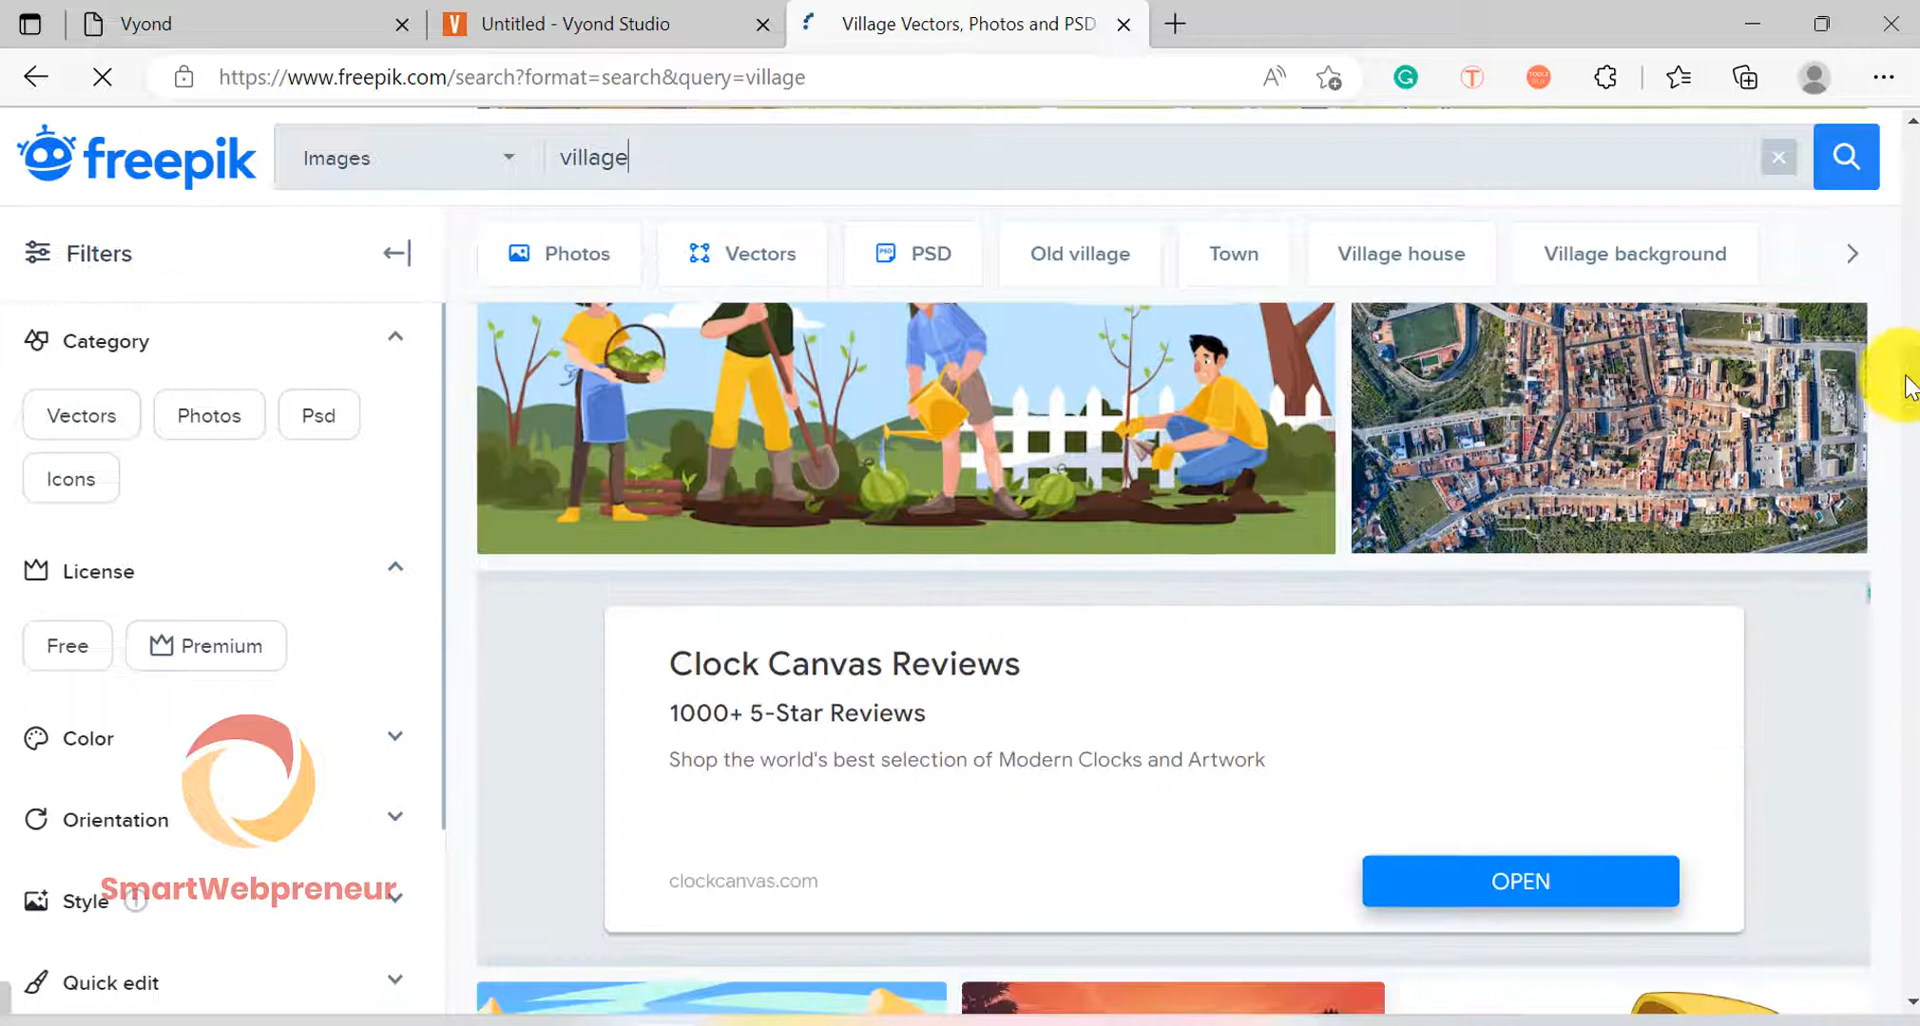 Vyond
Untitled - Vyond Studio
Village Vectors, Photos and PSD
https://www.freepik.com/search?format=search&query=village
freepik
Images
village
Filters
Photos
Vectors
PSD
Old village
Town
Village house
Village background
Category
Vectors
Photos
Psd
Icons
License
Free
Premium
Color
Orientation
Style
SmartWebpreneur
Quick edit
Clock Canvas Reviews
1000+ 5-Star Reviews
Shop the world's best selection of Modern Clocks and Artwork
clockcanvas.com
OPEN